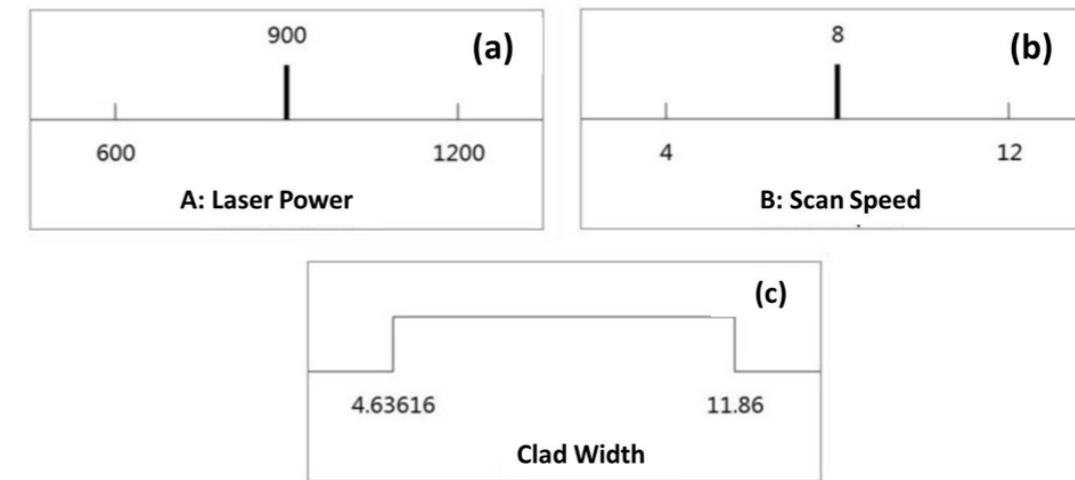 900
(a)
600
1200
A: Laser Power
8
(b)
4
12
B: Scan Speed
(c)
4.63616
11.86
Clad Width